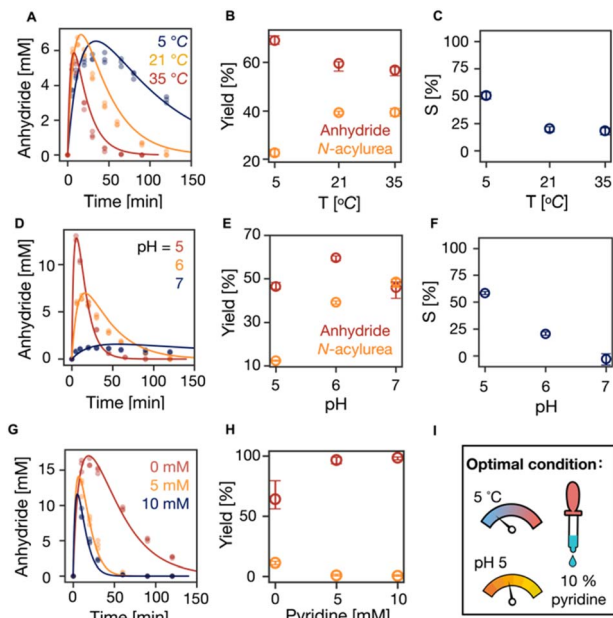 A
Anhydride [mM]
6
4
2
0
5 °C
21 °C
35 °C
0 50 100 150
Time [min]
B
Yield [%]
80
60
40
20
Anhydride
N-acylurea
5 21 35
T [°C]
C
S [%]
100
75
50
25
0
5 21 35
T [°C]
D
Anhydride [mM]
10
5
0
pH = 5
6
7
0 50 100 150
Time [min]
E
Yield [%]
70
50
30
10
Anhydride
N-acylurea
5 6 7
pH
F
S [%]
100
75
50
25
0
5 6 7
pH
G
Anhydride [mM]
15
10
5
0
0 mM
5 mM
10 mM
0 50 100 150
Time [min]
H
Yield [%]
100
50
0
0 5 10
Pyridine [mM]
I
Optimal condition:
5 °C
pH 5
10 %
pyridine